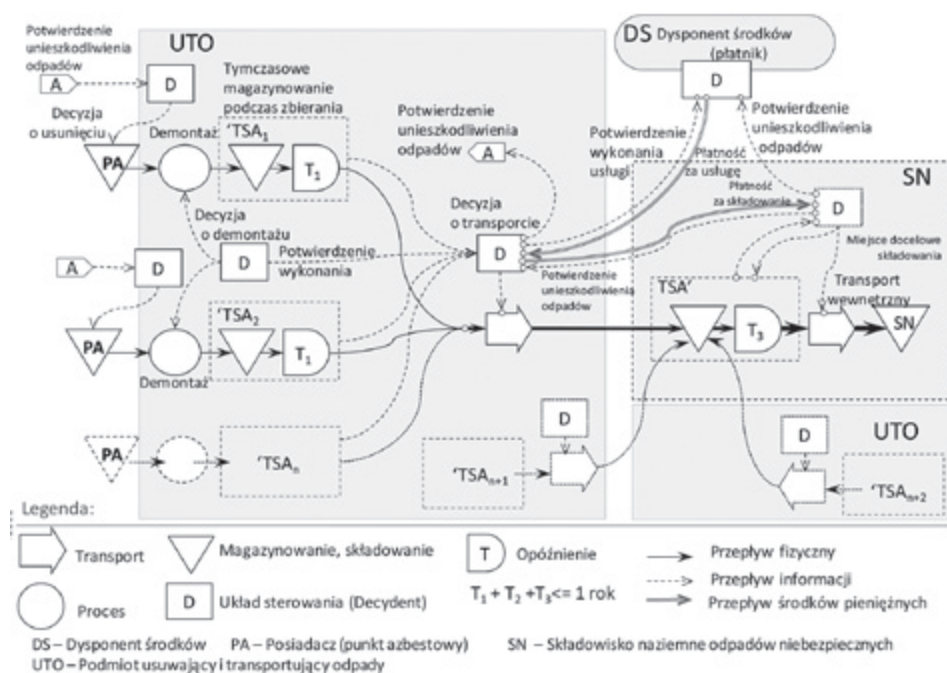 Potwierdzenie
unieszkodliwienia
odpadów
A
D
Decyzja
o usunięciu
PA
UTO
Tymczasowe
magazynowanie
podczas zbierania
Demontaż
'TSA1
T1
Potwierdzenie
unieszkodliwienia
odpadów
A
DS Dysponent środków
(płatnik)
D
Potwierdzenie
wykonania
usługi
Płatność
za usługę
Potwierdzenie
unieszkodliwienia
odpadów
Płatność
za składowanie
SN
D
Miejsce docelowe
składowania
Decyzja
o demontażu
D
Potwierdzenie
wykonania
Decyzja
o transporcie
D
Potwierdzenie
unieszkodliwienia
odpadów
A
D
PA
Demontaż
'TSA2
T1
TSA'
T3
Transport
wewnętrzny
SN
PA
'TSAn
'TSAn+1
D
D
UTO
'TSAn+2
Legenda:
Transport
Magazynowanie, składowanie
T
Opóźnienie
Przepływ fizyczny
Przepływ informacji
Przepływ środków pieniężnych
Proces
D
Układ sterowania (Decydent)
T1 + T2 +T3<= 1 rok
DS – Dysponent środków PA – Posiadacz (punkt azbestowy) SN – Składowisko naziemne odpadów niebezpiecznych
UTO – Podmiot usuwający i transportujący odpady